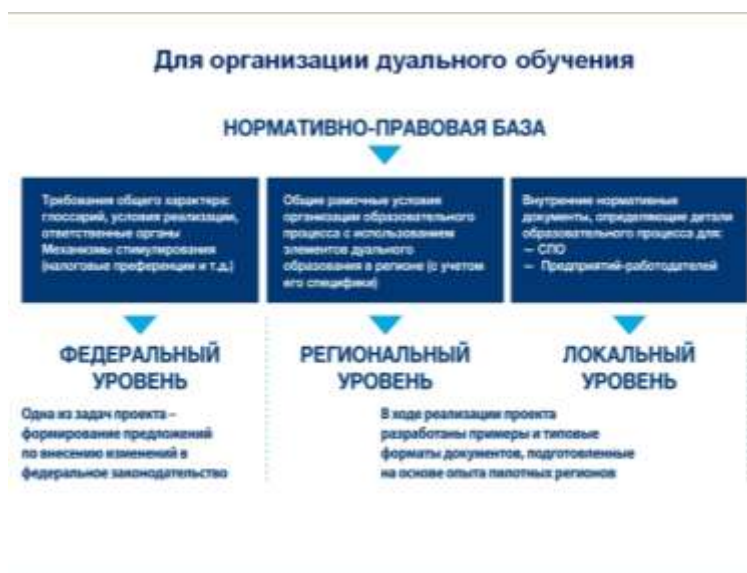 Для организации дуального обучения
НОРМАТИВНО-ПРАВОВАЯ БАЗА
Требования общего характера:
глоссарий, условия реализации,
ответственные органы
Механизмы стимулирования
(налоговые преференции и т.д.)
Общие рамочные условия
организации образовательного
процесса с использованием
элементов дуального
образования в регионе (с учетом
его специфики)
Внутренние нормативные
документы, определяющие детали
образовательного процесса для:
— СПО
— Предприятий-работодателей
ФЕДЕРАЛЬНЫЙ
УРОВЕНЬ
РЕГИОНАЛЬНЫЙ
УРОВЕНЬ
ЛОКАЛЬНЫЙ
УРОВЕНЬ
Одна из задач проекта –
формирование предложений
по внесению изменений в
федеральное законодательство
В ходе реализации проекта
разработаны примеры и типовые
форматы документов, подготовленные
на основе опыта пилотных регионов